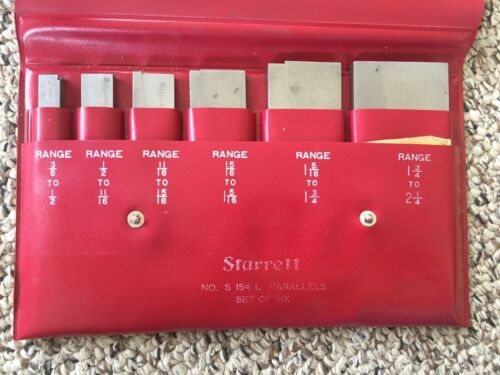 RANGE RANGE RANGE RANGE RANGE RANGE
3/8 1/2 11/16 15/16 1 5/16 1 3/4
TO TO TO TO TO TO
1/2 11/16 15/16 1 5/16 1 3/4 2 1/4
Starrett
NO. S 154 L PARALLELS
SET OF SIX